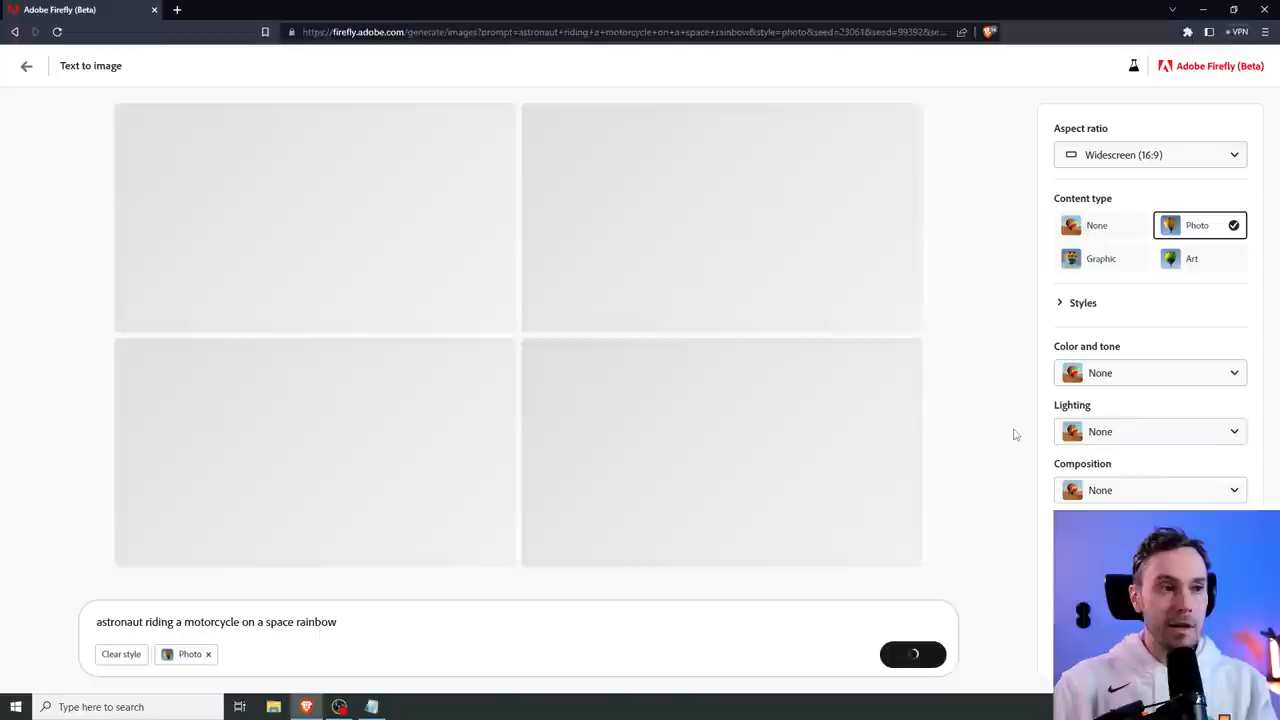 Adobe Firefly (Beta)
https://firefly.adobe.com/generate/images?prompt=astronaut+riding+a+motorcycle+on+a+space+rainbow&style=photo&seed=23061&seed=99392&se...
VPN
Text to image
Adobe Firefly (Beta)
Aspect ratio
Widescreen (16:9)
Content type
None
Photo
Graphic
Art
Styles
Color and tone
None
Lighting
None
Composition
None
astronaut riding a motorcycle on a space rainbow
Clear style
Photo
Type here to search